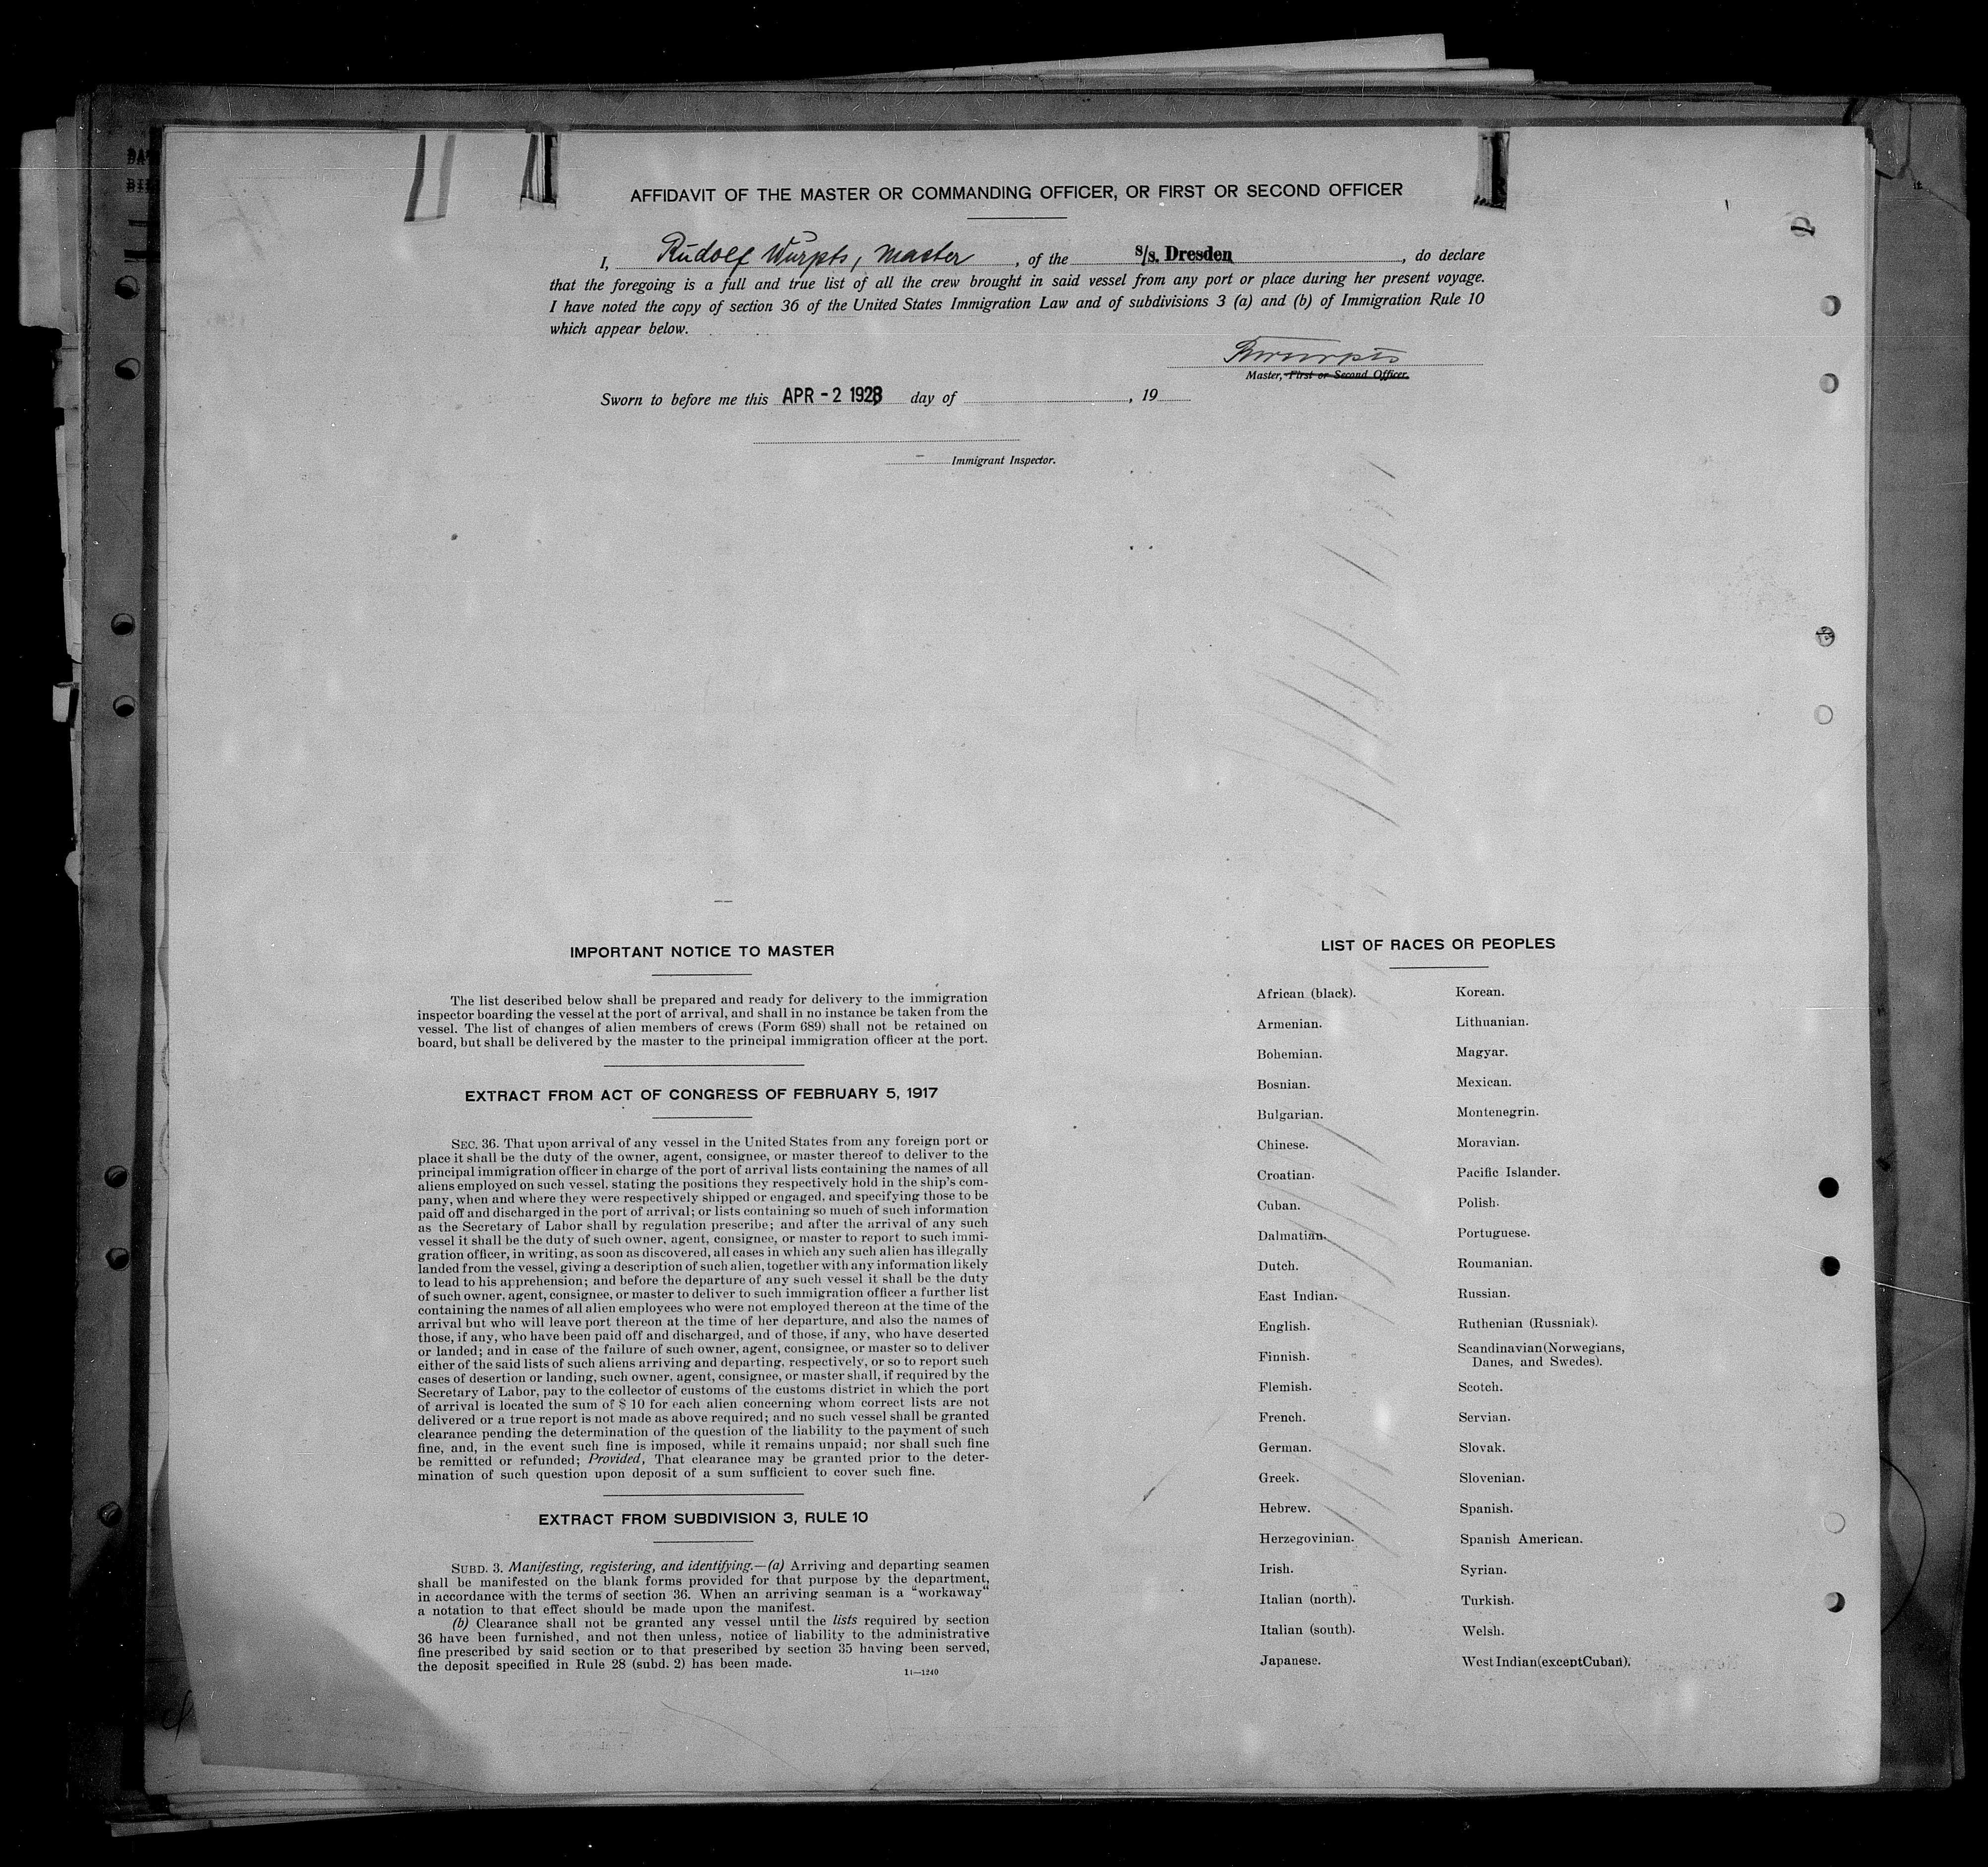 AFFIDAVIT OF THE MASTER OR COMMANDING OFFICER, OR FIRST OR SECOND OFFICER
I, Rudolf Wurpts, Master, of the S/s. Dresden, do declare
that the foregoing is a full and true list of all the crew brought in said vessel from any port or place during her present voyage.
I have noted the copy of section 36 of the United States Immigration Law and of subdivisions 3 (a) and (b) of Immigration Rule 10
which appear below.
Master, First or Second Officer.
Sworn to before me this APR - 2 1928 day of , 19
Immigrant Inspector.
IMPORTANT NOTICE TO MASTER
The list described below shall be prepared and ready for delivery to the immigration
inspector boarding the vessel at the port of arrival, and shall in no instance be taken from the
vessel. The list of changes of alien members of crews (Form 689) shall not be retained on
board, but shall be delivered by the master to the principal immigration officer at the port.
EXTRACT FROM ACT OF CONGRESS OF FEBRUARY 5, 1917
SEC. 36. That upon arrival of any vessel in the United States from any foreign port or
place it shall be the duty of the owner, agent, consignee, or master thereof to deliver to the
principal immigration officer in charge of the port of arrival lists containing the names of all
aliens employed on such vessel, stating the positions they respectively hold in the ship's com-
pany, when and where they were respectively shipped or engaged, and specifying those to be
paid off and discharged in the port of arrival; or lists containing so much of such information
as the Secretary of Labor shall by regulation prescribe; and after the arrival of any such
vessel it shall be the duty of such owner, agent, consignee, or master to report to such immi-
gration officer, in writing, as soon as discovered, all cases in which any such alien has illegally
landed from the vessel, giving a description of such alien, together with any information likely
to lead to his apprehension; and before the departure of any such vessel it shall be the duty
of such owner, agent, consignee, or master to deliver to such immigration officer a further list
containing the names of all alien employees who were not employed thereon at the time of the
arrival but who will leave port thereon at the time of her departure, and also the names of
those, if any, who have been paid off and discharged, and of those, if any, who have deserted
or landed; and in case of the failure of such owner, agent, consignee, or master so to deliver
either of the said lists of such aliens arriving and departing, respectively, or so to report such
cases of desertion or landing, such owner, agent, consignee, or master shall, if required by the
Secretary of Labor, pay to the collector of customs of the customs district in which the port
of arrival is located the sum of $ 10 for each alien concerning whom correct lists are not
delivered or a true report is not made as above required; and no such vessel shall be granted
clearance pending the determination of the question of the liability to the payment of such
fine, and, in the event such fine is imposed, while it remains unpaid; nor shall such fine
be remitted or refunded; Provided, That clearance may be granted prior to the deter-
mination of such question upon deposit of a sum sufficient to cover such fine.
EXTRACT FROM SUBDIVISION 3, RULE 10
SUBD. 3. Manifesting, registering, and identifying.—(a) Arriving and departing seamen
shall be manifested on the blank forms provided for that purpose by the department,
in accordance with the terms of section 36. When an arriving seaman is a "workaway"
a notation to that effect should be made upon the manifest.
(b) Clearance shall not be granted any vessel until the lists required by section
36 have been furnished, and not then unless, notice of liability to the administrative
fine prescribed by said section or to that prescribed by section 35 having been served,
the deposit specified in Rule 28 (subd. 2) has been made.
11—1240
LIST OF RACES OR PEOPLES
African (black).
Armenian.
Bohemian.
Bosnian.
Bulgarian.
Chinese.
Croatian.
Cuban.
Dalmatian.
Dutch.
East Indian.
English.
Finnish.
Flemish.
French.
German.
Greek.
Hebrew.
Herzegovinian.
Irish.
Italian (north).
Italian (south).
Japanese.
Korean.
Lithuanian.
Magyar.
Mexican.
Montenegrin.
Moravian.
Pacific Islander.
Polish.
Portuguese.
Roumanian.
Russian.
Ruthenian (Russniak).
Scandinavian(Norwegians,
Danes, and Swedes).
Scotch.
Servian.
Slovak.
Slovenian.
Spanish.
Spanish American.
Syrian.
Turkish.
Welsh.
West Indian(exceptCuban).